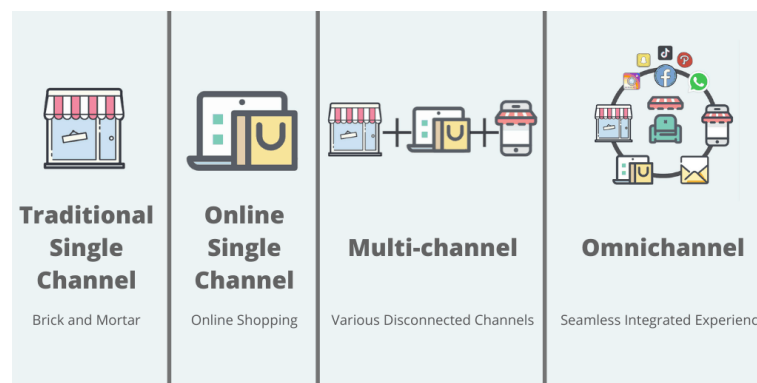 Traditional
Single
Channel
Brick and Mortar
Online
Single
Channel
Online Shopping
Multi-channel
Various Disconnected Channels
Omnichannel
Seamless Integrated Experienc